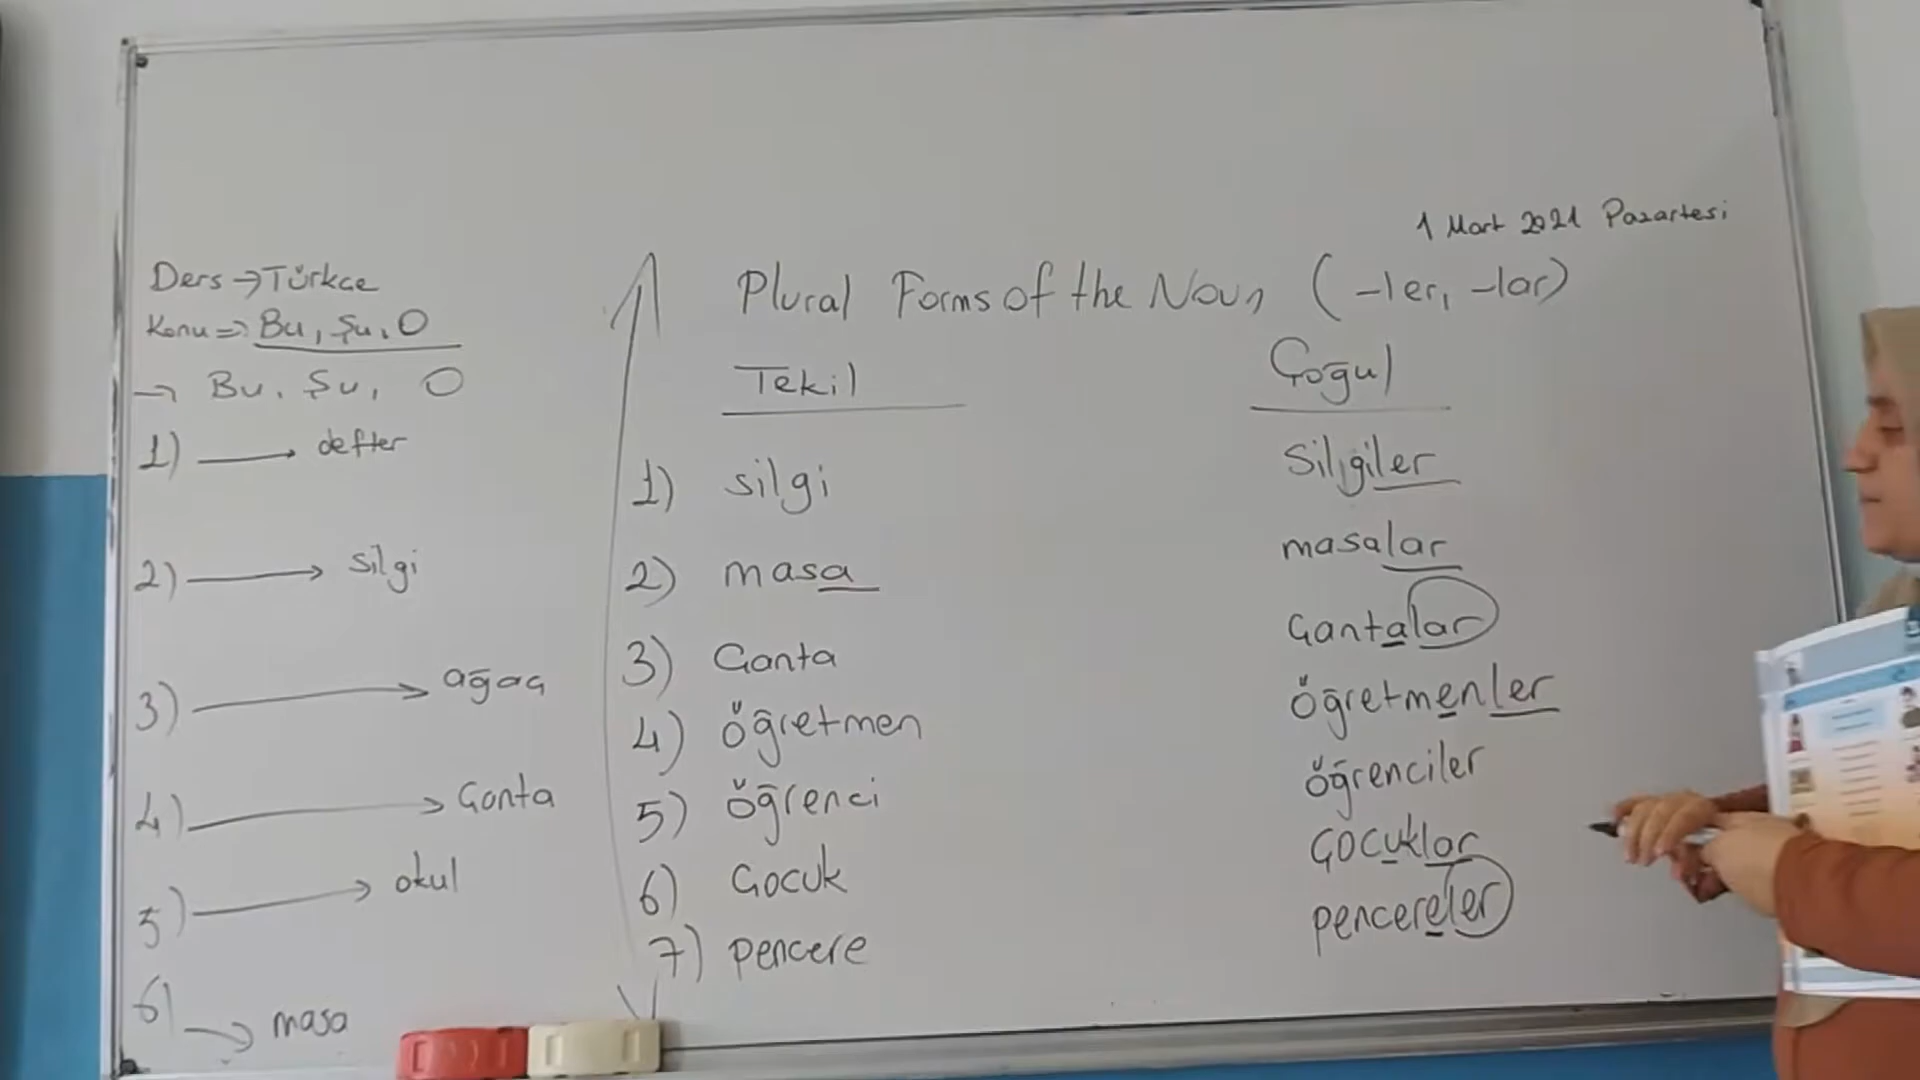 1 Mart 2021 Pazartesi
Ders → Türkçe
Konu => Bu, Şu, O
→ Bu, Şu, O
1) → defter
2) → silgi
3) → ağaç
4) → Çanta
5) → okul
6) → masa
Plural Forms of the Noun (-ler, -lar)
Tekil Çoğul
1) silgi Silgiler
2) masa masalar
3) Çanta Çantalar
4) öğretmen öğretmenler
5) öğrenci öğrenciler
6) Çocuk Çocuklar
7) pencere pencereler